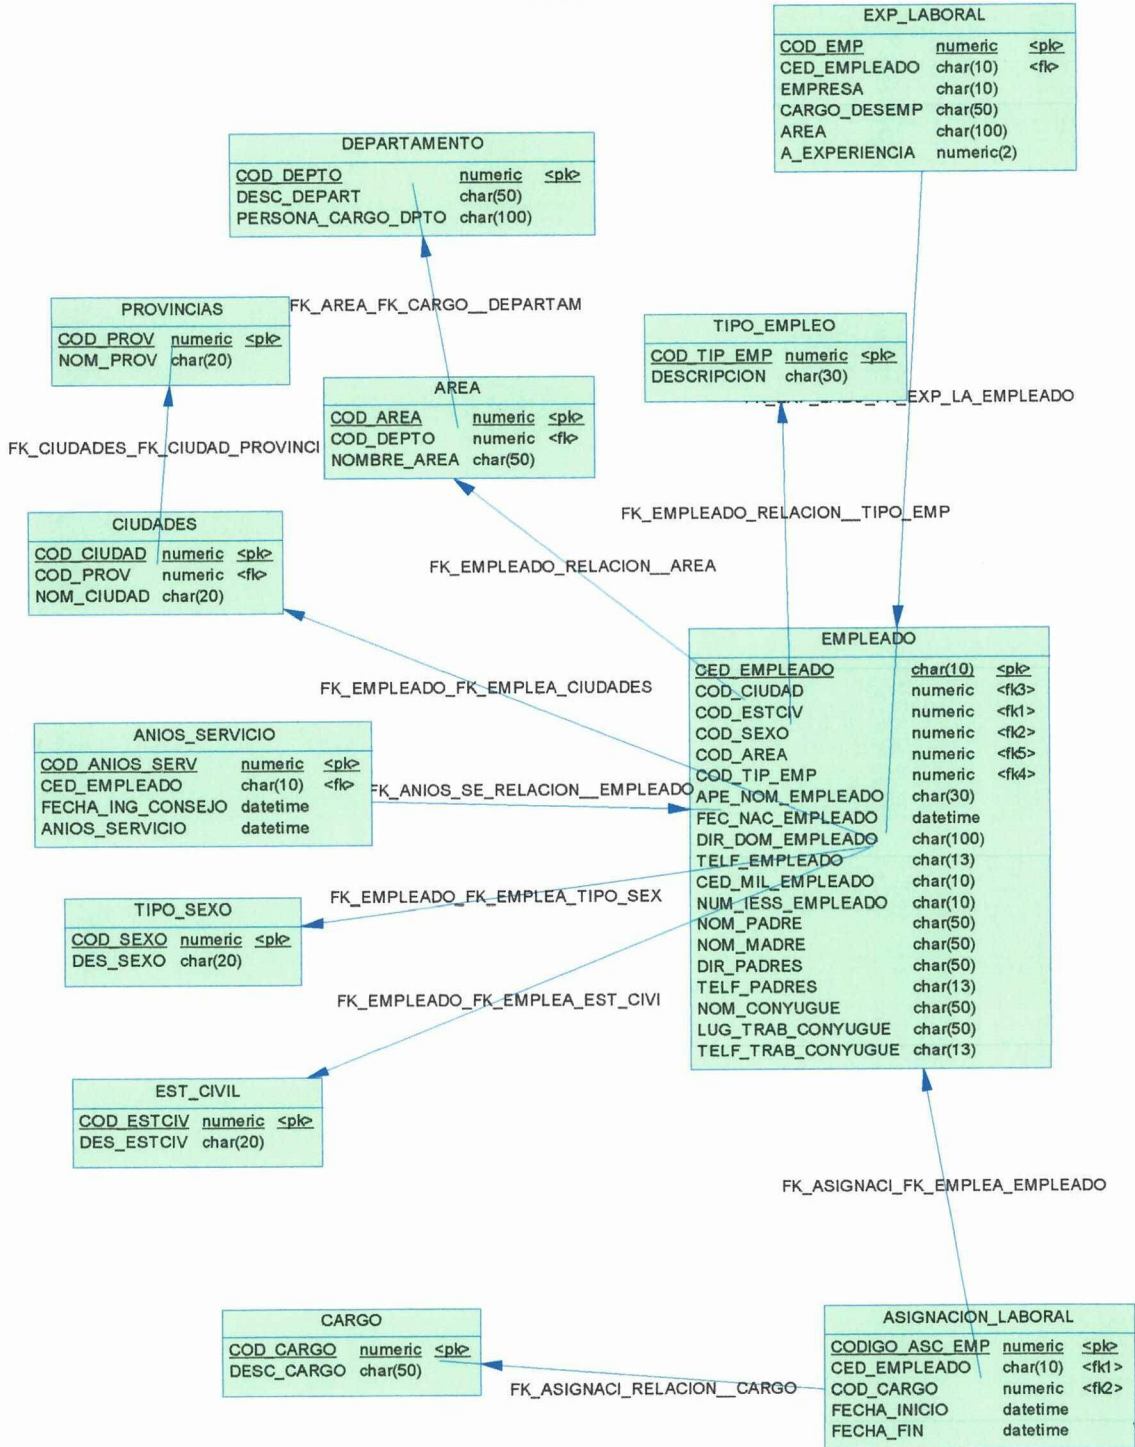 EXP_LABORAL
COD_EMP numeric <pk>
CED_EMPLEADO char(10) <fk>
EMPRESA char(10)
CARGO_DESEMP char(50)
AREA char(100)
A_EXPERIENCIA numeric(2)
DEPARTAMENTO
COD_DEPTO numeric <pk>
DESC_DEPART char(50)
PERSONA_CARGO_DPTO char(100)
FK_AREA_FK_CARGO__DEPARTAM
PROVINCIAS
COD_PROV numeric <pk>
NOM_PROV char(20)
TIPO_EMPLEO
COD_TIP_EMP numeric <pk>
DESCRIPCION char(30)
EXP_LA_EMPLEADO
AREA
COD_AREA numeric <pk>
COD_DEPTO numeric <fk>
NOMBRE_AREA char(50)
FK_CIUDADES_FK_CIUDAD_PROVINCI
CIUDADES
COD_CIUDAD numeric <pk>
COD_PROV numeric <fk>
NOM_CIUDAD char(20)
FK_EMPLEADO_RELACION__TIPO_EMP
FK_EMPLEADO_RELACION__AREA
EMPLEADO
CED_EMPLEADO char(10) <pk>
COD_CIUDAD numeric <fk3>
COD_ESTCIV numeric <fk1>
COD_SEXO numeric <fk2>
COD_AREA numeric <fk5>
COD_TIP_EMP numeric <fk4>
APE_NOM_EMPLEADO char(30)
FEC_NAC_EMPLEADO datetime
DIR_DOM_EMPLEADO char(100)
TELF_EMPLEADO char(13)
CED_MIL_EMPLEADO char(10)
NUM_IESS_EMPLEADO char(10)
NOM_PADRE char(50)
NOM_MADRE char(50)
DIR_PADRES char(50)
TELF_PADRES char(13)
NOM_CONYUGUE char(50)
LUG_TRAB_CONYUGUE char(50)
TELF_TRAB_CONYUGUE char(13)
FK_EMPLEADO_FK_EMPLEA_CIUDADES
ANIOS_SERVICIO
COD_ANIOS_SERV numeric <pk>
CED_EMPLEADO char(10) <fk>
FECHA_ING_CONSEJO datetime
ANIOS_SERVICIO datetime
FK_ANIOS_SE_RELACION__EMPLEADO
FK_EMPLEADO_FK_EMPLEA_TIPO_SEX
TIPO_SEXO
COD_SEXO numeric <pk>
DES_SEXO char(20)
FK_EMPLEADO_FK_EMPLEA_EST_CIVI
EST_CIVIL
COD_ESTCIV numeric <pk>
DES_ESTCIV char(20)
FK_ASIGNACI_FK_EMPLEA_EMPLEADO
CARGO
COD_CARGO numeric <pk>
DESC_CARGO char(50)
FK_ASIGNACI_RELACION__CARGO
ASIGNACION_LABORAL
CODIGO_ASC_EMP numeric <pk>
CED_EMPLEADO char(10) <fk1>
COD_CARGO numeric <fk2>
FECHA_INICIO datetime
FECHA_FIN datetime